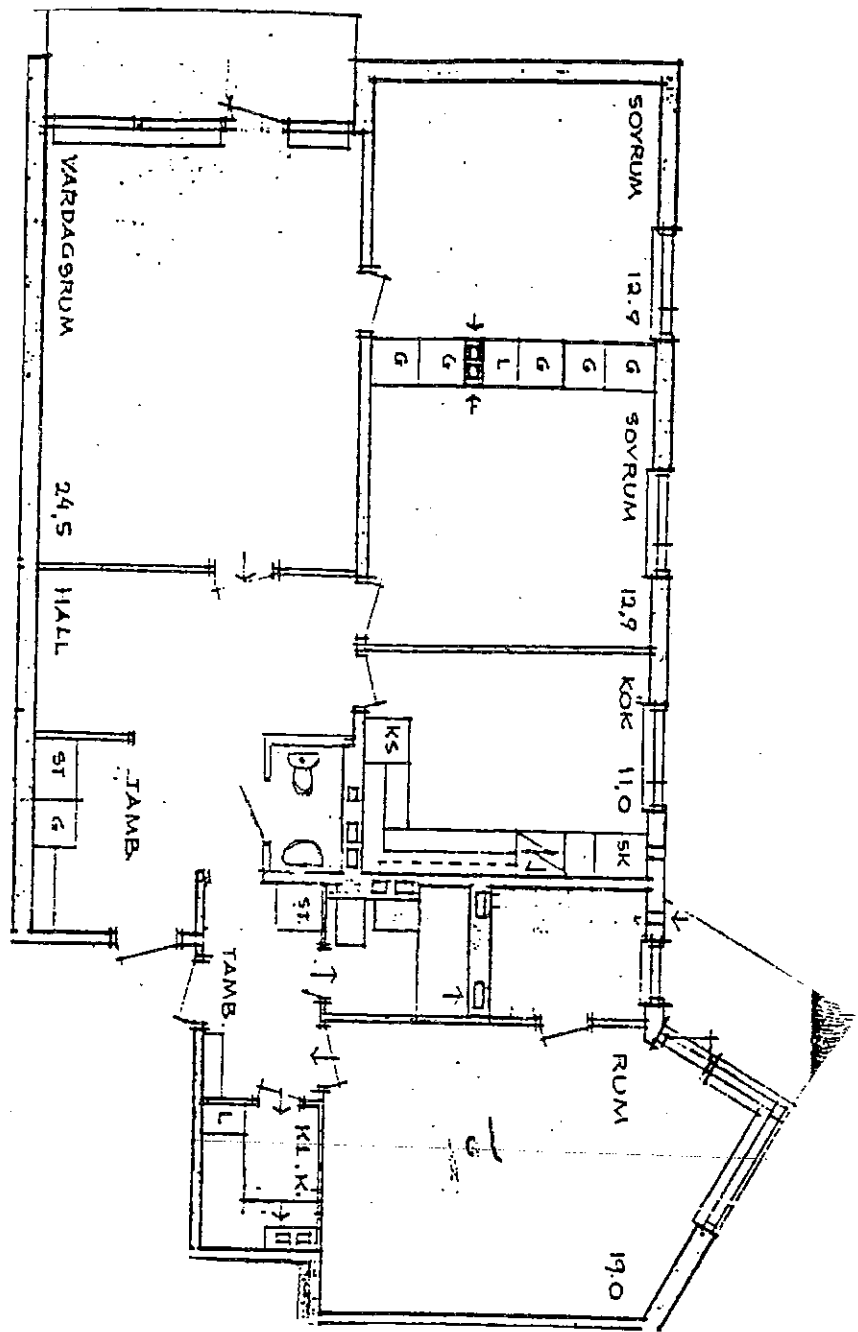 SOVRUM 12.9
G
G
L
G
G
G
SOVRUM 12,9
KÖK 11,0
SK
KS
VARDAGSRUM 24,5
HALL
ST
G
TAMB.
ST.
TAMB.
L
KL.K.
RUM 19.0